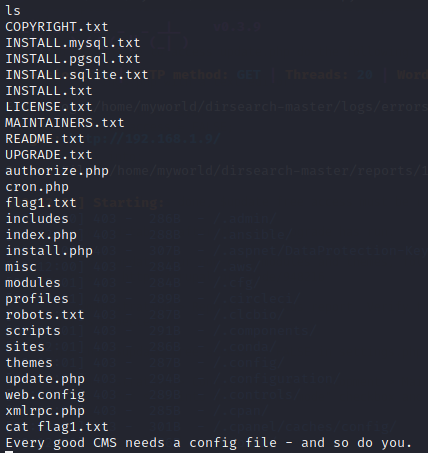 ls
COPYRIGHT.txt
INSTALL.mysql.txt
INSTALL.pgsql.txt
INSTALL.sqlite.txt
INSTALL.txt
LICENSE.txt
MAINTAINERS.txt
README.txt
UPGRADE.txt
authorize.php
cron.php
flag1.txt
includes
index.php
install.php
misc
modules
profiles
robots.txt
scripts
sites
themes
update.php
web.config
xmlrpc.php
cat flag1.txt
Every good CMS needs a config file - and so do you.